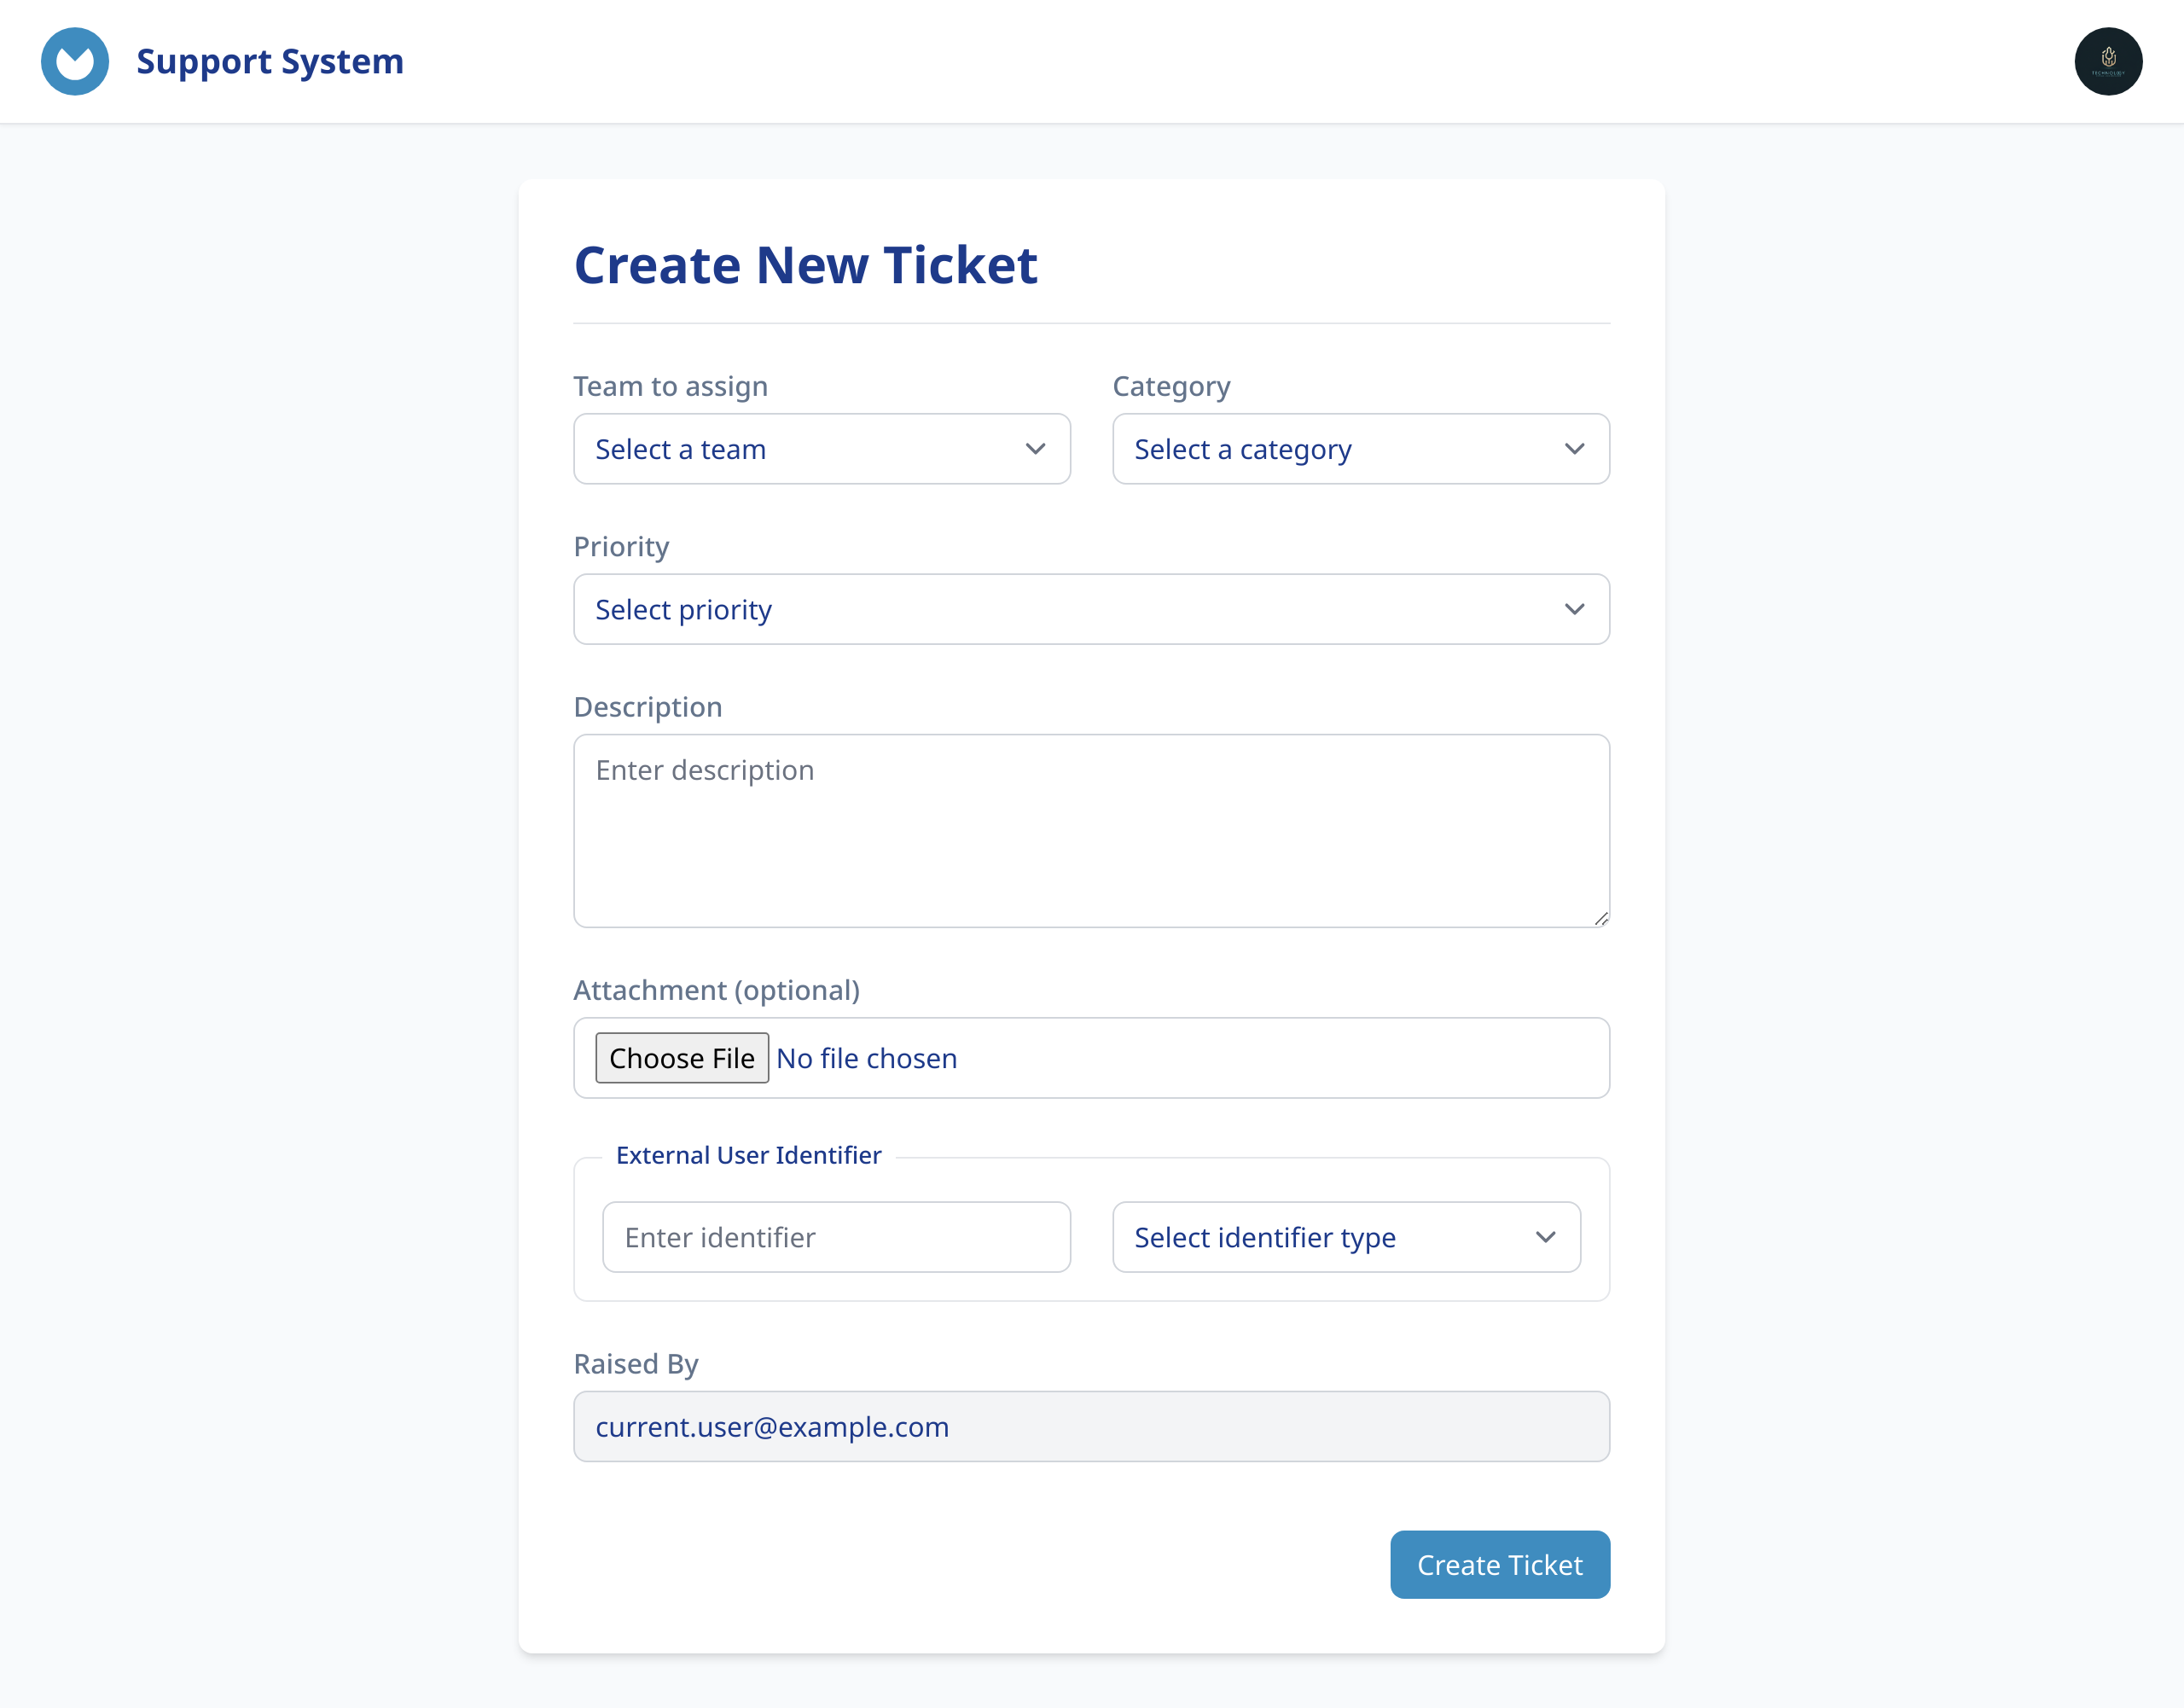 Support System
TECHNOLOGY
Create New Ticket
Team to assign
Category
Select a team
Select a category
Priority
Select priority
Description
Enter description
Attachment (optional)
Choose File No file chosen
External User Identifier
Enter identifier
Select identifier type
Raised By
current.user@example.com
Create Ticket